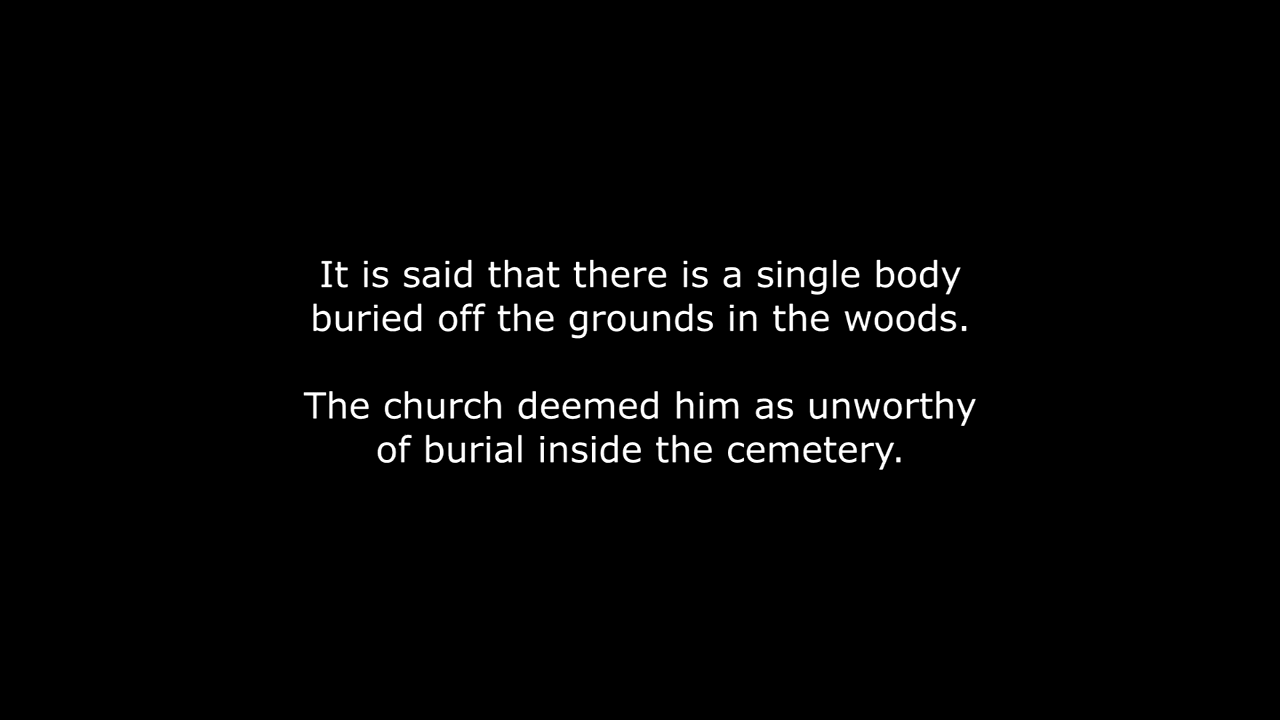 It is said that there is a single body
buried off the grounds in the woods.
The church deemed him as unworthy
of burial inside the cemetery.